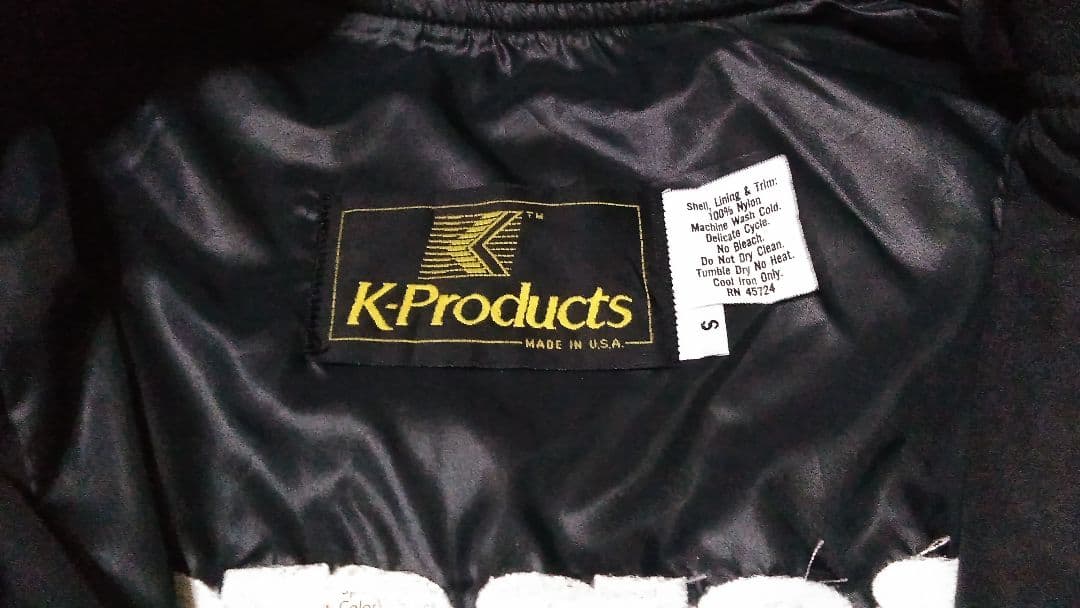 TM
K-Products
MADE IN U.S.A.
Shell, Lining & Trim:
100% Nylon
Machine Wash Cold.
Delicate Cycle.
No Bleach.
Do Not Dry Clean.
Tumble Dry No Heat.
Cool Iron Only.
RN 45724
S
Color)